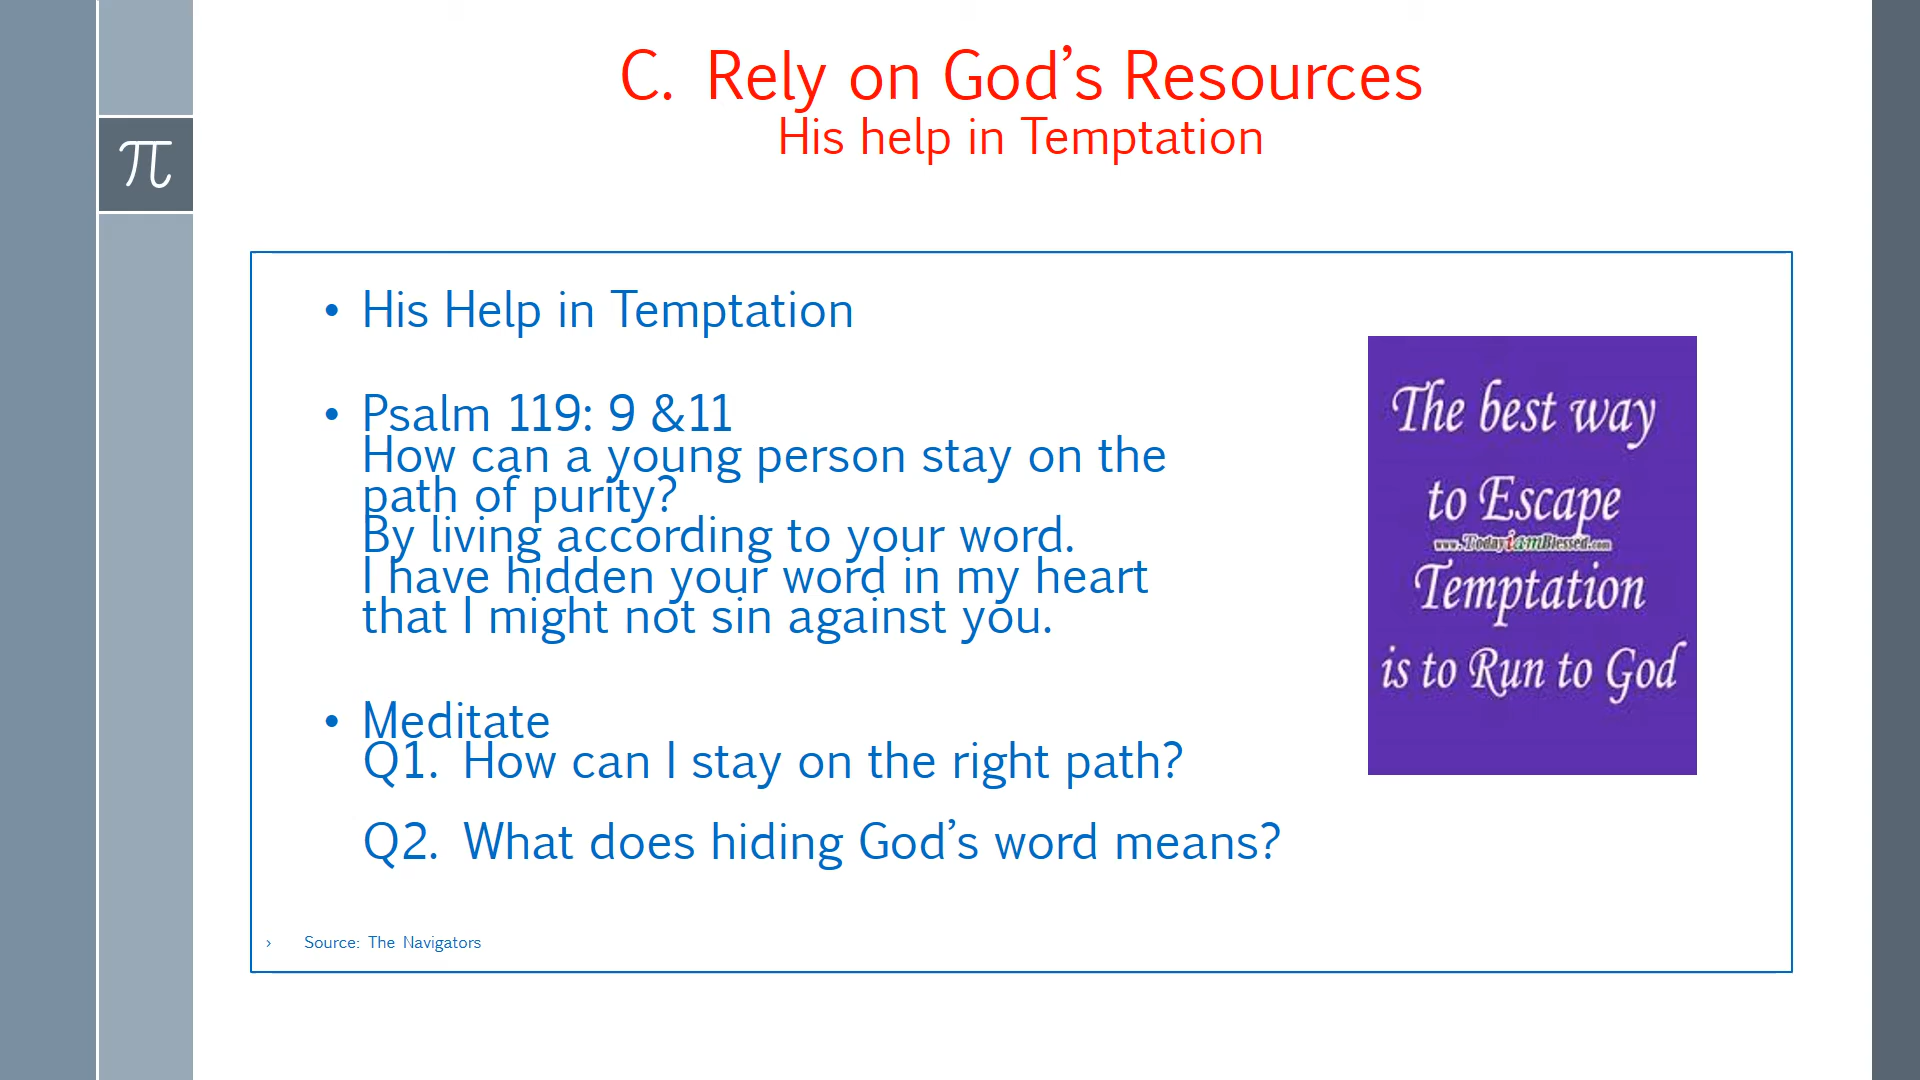 π
C. Rely on God’s Resources
His help in Temptation
• His Help in Temptation
• Psalm 119: 9 &11
How can a young person stay on the
path of purity?
By living according to your word.
I have hidden your word in my heart
that I might not sin against you.
• Meditate
Q1. How can I stay on the right path?
Q2. What does hiding God’s word means?
› Source: The Navigators
The best way
to Escape
www.TodayiamBlessed.com
Temptation
is to Run to God